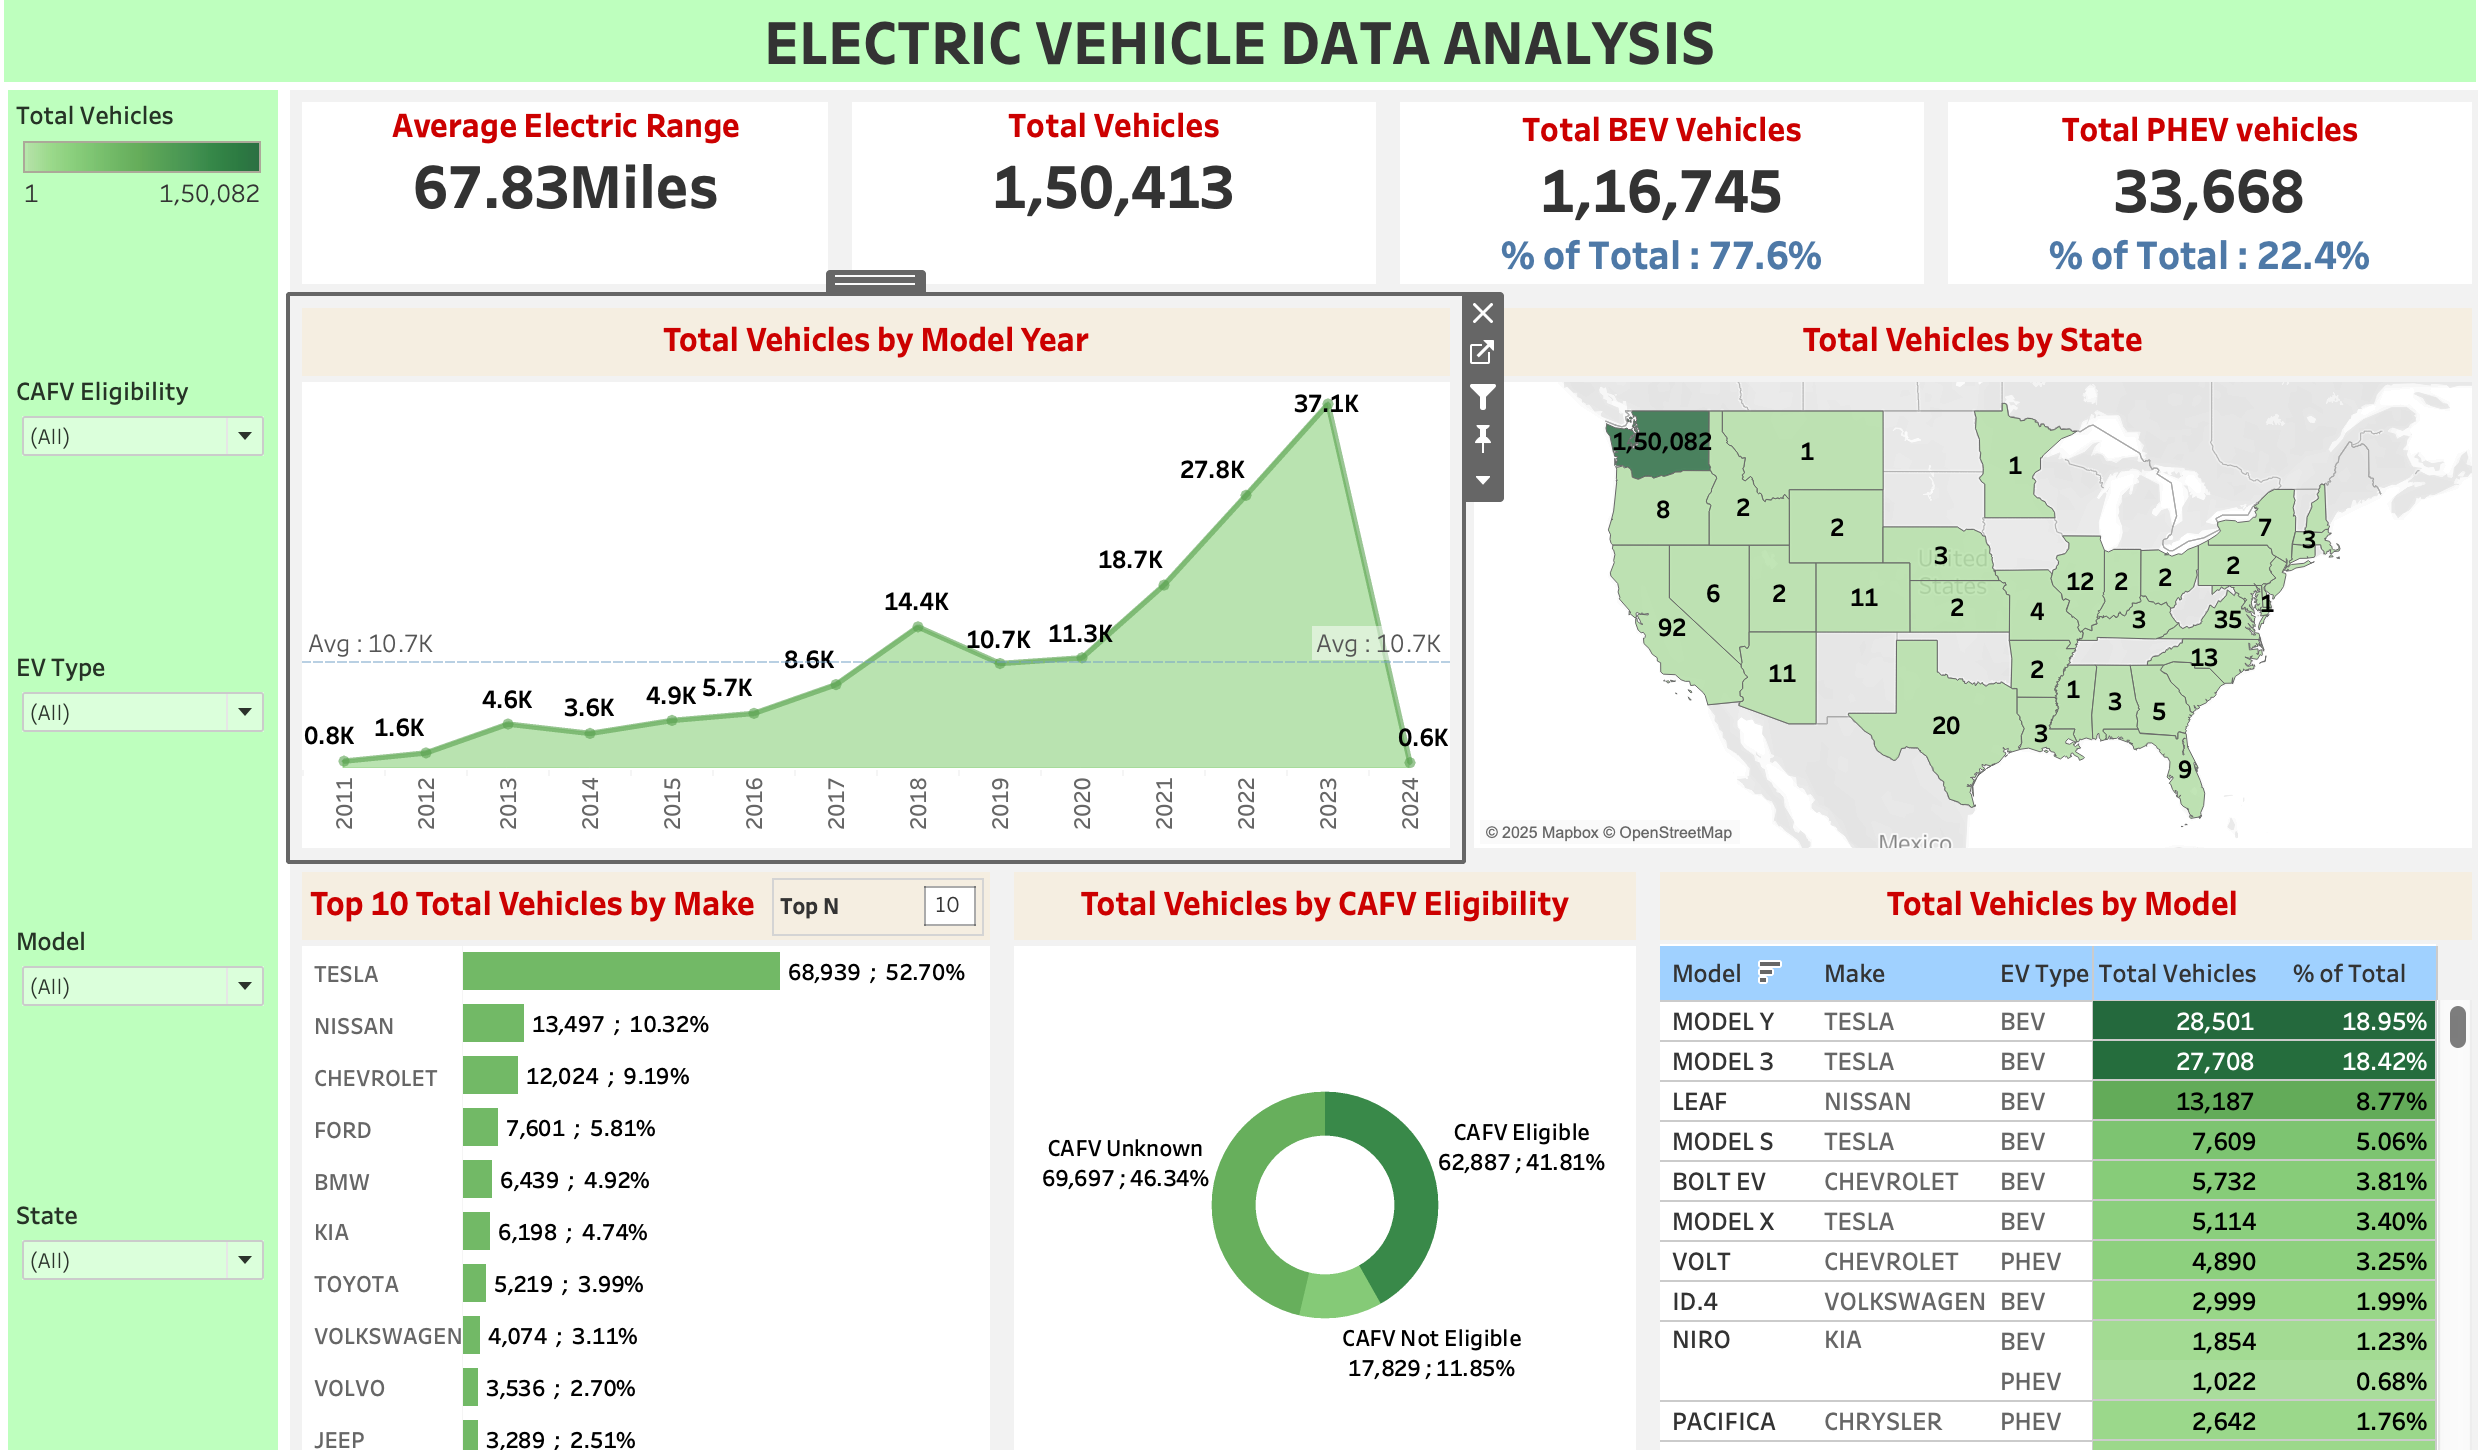 ELECTRIC VEHICLE DATA ANALYSIS
Total Vehicles
1 1,50,082
CAFV Eligibility
(All)
EV Type
(All)
Model
(All)
State
(All)
Average Electric Range
67.83Miles
Total Vehicles
1,50,413
Total BEV Vehicles
1,16,745
% of Total : 77.6%
Total PHEV vehicles
33,668
% of Total : 22.4%
Total Vehicles by Model Year
37.1K
27.8K
18.7K
14.4K
10.7K 11.3K
Avg : 10.7K Avg : 10.7K
8.6K
4.6K 3.6K 4.9K 5.7K
0.8K 1.6K 0.6K
2011 2012 2013 2014 2015 2016 2017 2018 2019 2020 2021 2022 2023 2024
Total Vehicles by State
1,50,082 1 1
8 2 2 7 3
3 2
United
States
6 2 11 2 4 12 2 2 1
92 3 35
11 2 13
20 3 1 3 5
9
© 2025 Mapbox © OpenStreetMap
Mexico
Top 10 Total Vehicles by Make Top N 10
TESLA 68,939 ; 52.70%
NISSAN 13,497 ; 10.32%
CHEVROLET 12,024 ; 9.19%
FORD 7,601 ; 5.81%
BMW 6,439 ; 4.92%
KIA 6,198 ; 4.74%
TOYOTA 5,219 ; 3.99%
VOLKSWAGEN 4,074 ; 3.11%
VOLVO 3,536 ; 2.70%
JEEP 3,289 ; 2.51%
Total Vehicles by CAFV Eligibility
CAFV Unknown
69,697 ; 46.34%
CAFV Eligible
62,887 ; 41.81%
CAFV Not Eligible
17,829 ; 11.85%
Total Vehicles by Model
Model Make EV Type Total Vehicles % of Total
MODEL Y TESLA BEV 28,501 18.95%
MODEL 3 TESLA BEV 27,708 18.42%
LEAF NISSAN BEV 13,187 8.77%
MODEL S TESLA BEV 7,609 5.06%
BOLT EV CHEVROLET BEV 5,732 3.81%
MODEL X TESLA BEV 5,114 3.40%
VOLT CHEVROLET PHEV 4,890 3.25%
ID.4 VOLKSWAGEN BEV 2,999 1.99%
NIRO KIA BEV 1,854 1.23%
PHEV 1,022 0.68%
PACIFICA CHRYSLER PHEV 2,642 1.76%